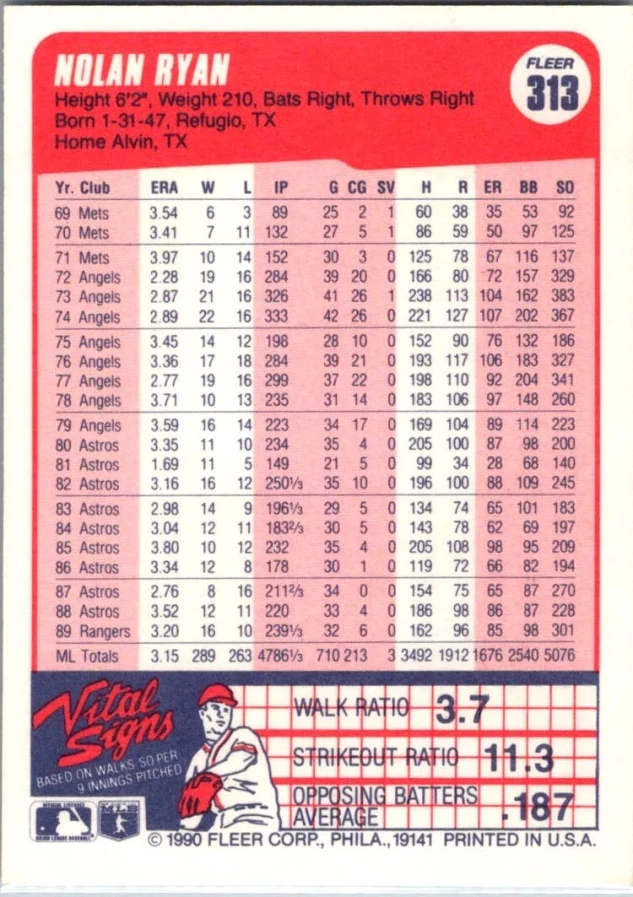 NOLAN RYAN
FLEER
313
Height 6'2", Weight 210, Bats Right, Throws Right
Born 1-31-47, Refugio, TX
Home Alvin, TX
Yr. Club ERA W L IP G CG SV H R ER BB SO
69 Mets 3.54 6 3 89 25 2 1 60 38 35 53 92
70 Mets 3.41 7 11 132 27 5 1 86 59 50 97 125
71 Mets 3.97 10 14 152 30 3 0 125 78 67 116 137
72 Angels 2.28 19 16 284 39 20 0 166 80 72 157 329
73 Angels 2.87 21 16 326 41 26 1 238 113 104 162 383
74 Angels 2.89 22 16 333 42 26 0 221 127 107 202 367
75 Angels 3.45 14 12 198 28 10 0 152 90 76 132 186
76 Angels 3.36 17 18 284 39 21 0 193 117 106 183 327
77 Angels 2.77 19 16 299 37 22 0 198 110 92 204 341
78 Angels 3.71 10 13 235 31 14 0 183 106 97 148 260
79 Angels 3.59 16 14 223 34 17 0 169 104 89 114 223
80 Astros 3.35 11 10 234 35 4 0 205 100 87 98 200
81 Astros 1.69 11 5 149 21 5 0 99 34 28 68 140
82 Astros 3.16 16 12 250⅓ 35 10 0 196 100 88 109 245
83 Astros 2.98 14 9 196⅓ 29 5 0 134 74 65 101 183
84 Astros 3.04 12 11 183⅔ 30 5 0 143 78 62 69 197
85 Astros 3.80 10 12 232 35 4 0 205 108 98 95 209
86 Astros 3.34 12 8 178 30 1 0 119 72 66 82 194
87 Astros 2.76 8 16 211⅔ 34 0 0 154 75 65 87 270
88 Astros 3.52 12 11 220 33 4 0 186 98 86 87 228
89 Rangers 3.20 16 10 239⅓ 32 6 0 162 96 85 98 301
ML Totals 3.15 289 263 4786⅓ 710 213 3 3492 1912 1676 2540 5076
Vital
Signs
BASED ON WALKS, SO PER
9 INNINGS PITCHED
WALK RATIO 3.7
STRIKEOUT RATIO 11.3
OPPOSING BATTERS
AVERAGE .187
© 1990 FLEER CORP., PHILA., 19141 PRINTED IN U.S.A.